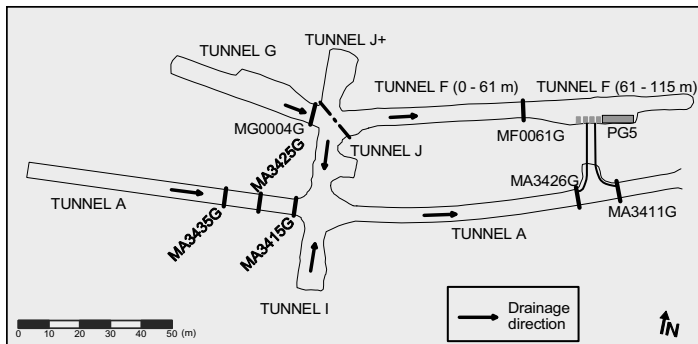 TUNNEL J+
TUNNEL G
TUNNEL F (0 - 61 m)
TUNNEL F (61 - 115 m)
MG0004G
MF0061G
PG5
TUNNEL J
MA3425G
MA3426G
TUNNEL A
MA3435G
MA3415G
MA3411G
TUNNEL A
TUNNEL I
Drainage
direction
N
0 10 20 30 40 50 (m)